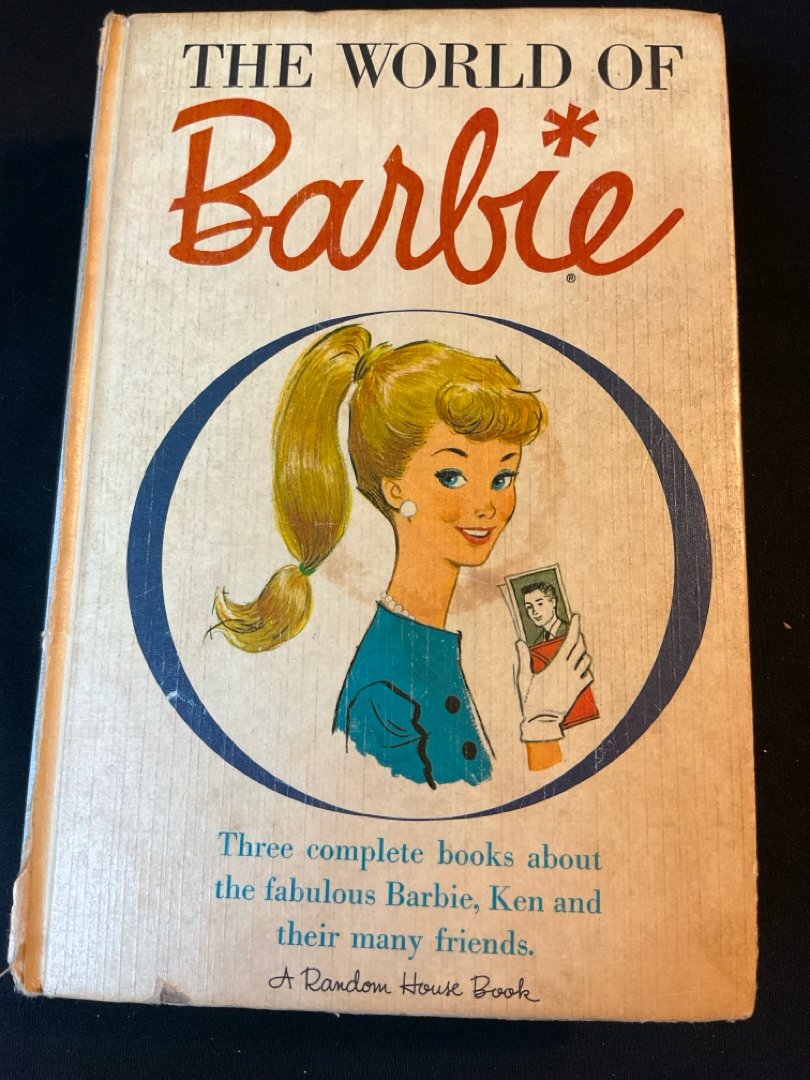 THE WORLD OF
Barbie
®
Three complete books about
the fabulous Barbie, Ken and
their many friends.
A Random House Book